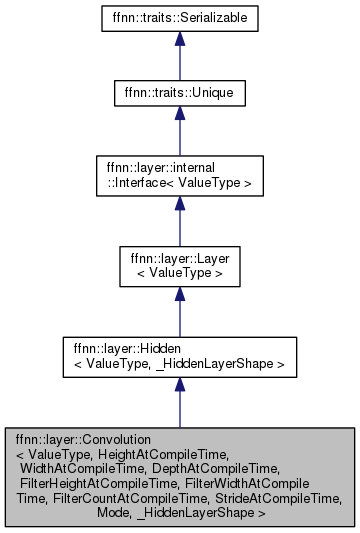 ffnn::traits::Serializable
ffnn::traits::Unique
ffnn::layer::internal
::Interface< ValueType >
ffnn::layer::Layer
< ValueType >
ffnn::layer::Hidden
< ValueType, _HiddenLayerShape >
ffnn::layer::Convolution
< ValueType, HeightAtCompileTime,
WidthAtCompileTime, DepthAtCompileTime,
FilterHeightAtCompileTime, FilterWidthAtCompile
Time, FilterCountAtCompileTime, StrideAtCompileTime,
Mode, _HiddenLayerShape >